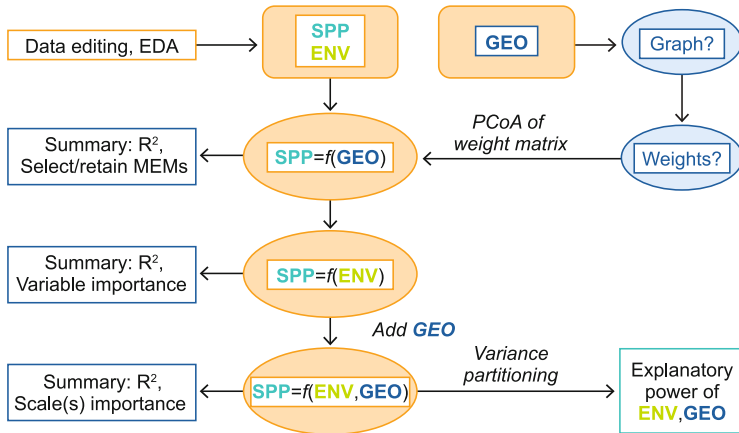 Data editing, EDA
SPP
ENV
GEO
Graph?
Summary: R²,
Select/retain MEMs
SPP=f(GEO)
PCoA of
weight matrix
Weights?
Summary: R²,
Variable importance
SPP=f(ENV)
Add GEO
Summary: R²,
Scale(s) importance
SPP=f(ENV,GEO)
Variance
partitioning
Explanatory
power of
ENV,GEO